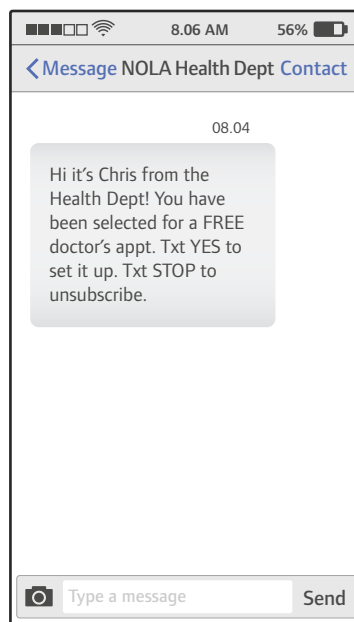 8.06 AM 56%
Message NOLA Health Dept Contact
08.04
Hi it’s Chris from the
Health Dept! You have
been selected for a FREE
doctor’s appt. Txt YES to
set it up. Txt STOP to
unsubscribe.
Type a message Send